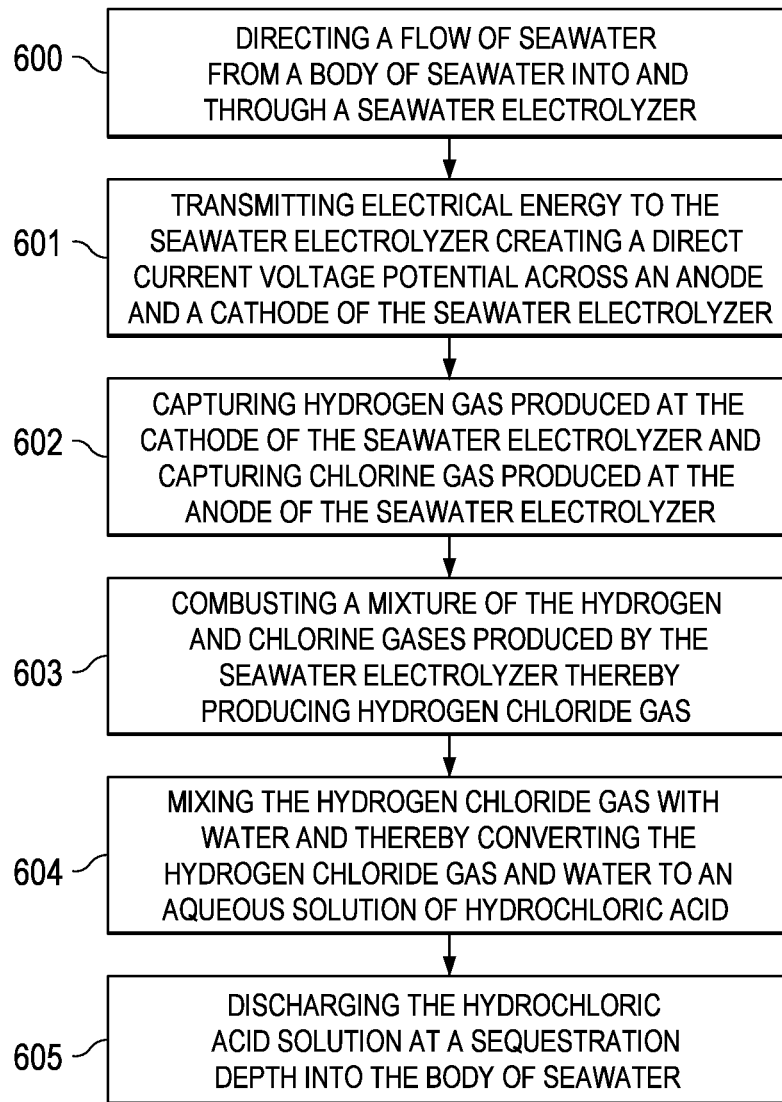 600
DIRECTING A FLOW OF SEAWATER
FROM A BODY OF SEAWATER INTO AND
THROUGH A SEAWATER ELECTROLYZER
601
TRANSMITTING ELECTRICAL ENERGY TO THE
SEAWATER ELECTROLYZER CREATING A DIRECT
CURRENT VOLTAGE POTENTIAL ACROSS AN ANODE
AND A CATHODE OF THE SEAWATER ELECTROLYZER
602
CAPTURING HYDROGEN GAS PRODUCED AT THE
CATHODE OF THE SEAWATER ELECTROLYZER AND
CAPTURING CHLORINE GAS PRODUCED AT THE
ANODE OF THE SEAWATER ELECTROLYZER
603
COMBUSTING A MIXTURE OF THE HYDROGEN
AND CHLORINE GASES PRODUCED BY THE
SEAWATER ELECTROLYZER THEREBY
PRODUCING HYDROGEN CHLORIDE GAS
604
MIXING THE HYDROGEN CHLORIDE GAS WITH
WATER AND THEREBY CONVERTING THE
HYDROGEN CHLORIDE GAS AND WATER TO AN
AQUEOUS SOLUTION OF HYDROCHLORIC ACID
605
DISCHARGING THE HYDROCHLORIC
ACID SOLUTION AT A SEQUESTRATION
DEPTH INTO THE BODY OF SEAWATER